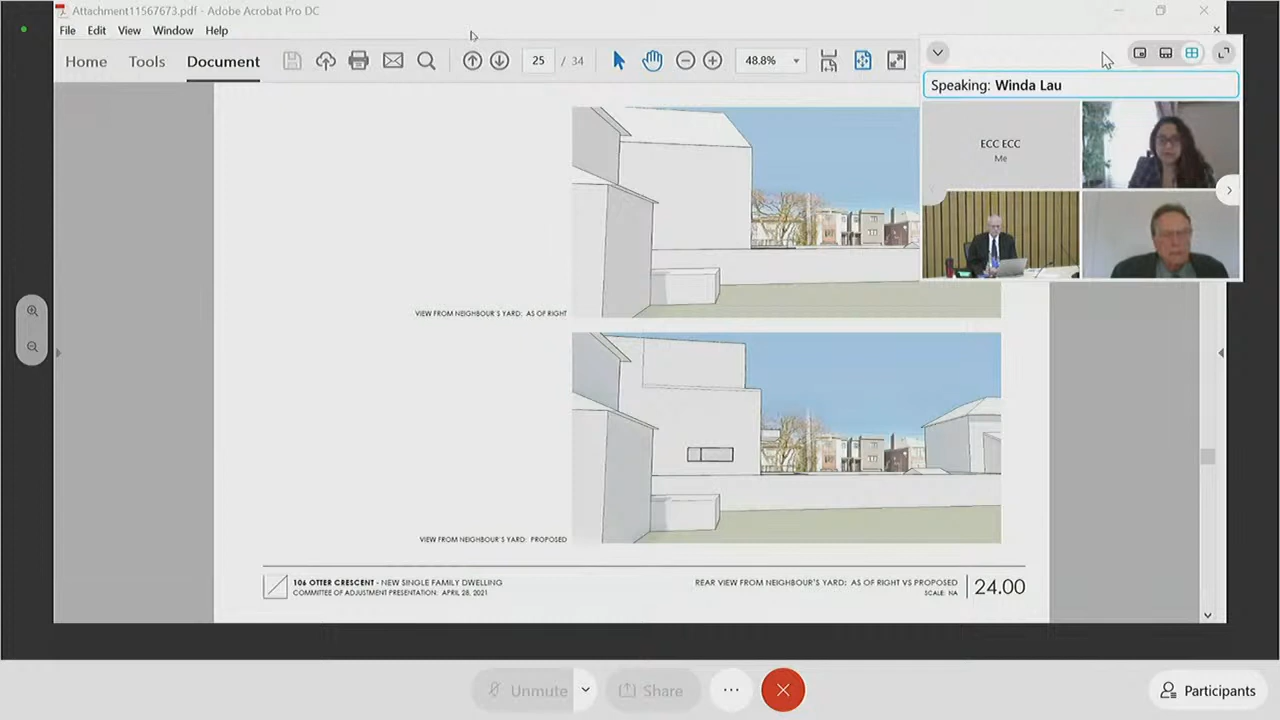 Attachment11567673.pdf - Adobe Acrobat Pro DC
File Edit View Window Help
Home Tools Document 25 / 34 48.8%
Speaking: Winda Lau
ECC ECC
Me
VIEW FROM NEIGHBOUR'S YARD: AS OF RIGHT
VIEW FROM NEIGHBOUR'S YARD: PROPOSED
106 OTTER CRESCENT - NEW SINGLE FAMILY DWELLING
COMMITTEE OF ADJUSTMENT PRESENTATION. APRIL 28, 2021
REAR VIEW FROM NEIGHBOUR'S YARD: AS OF RIGHT VS PROPOSED
SCALE: NA
24.00
Unmute Share Participants